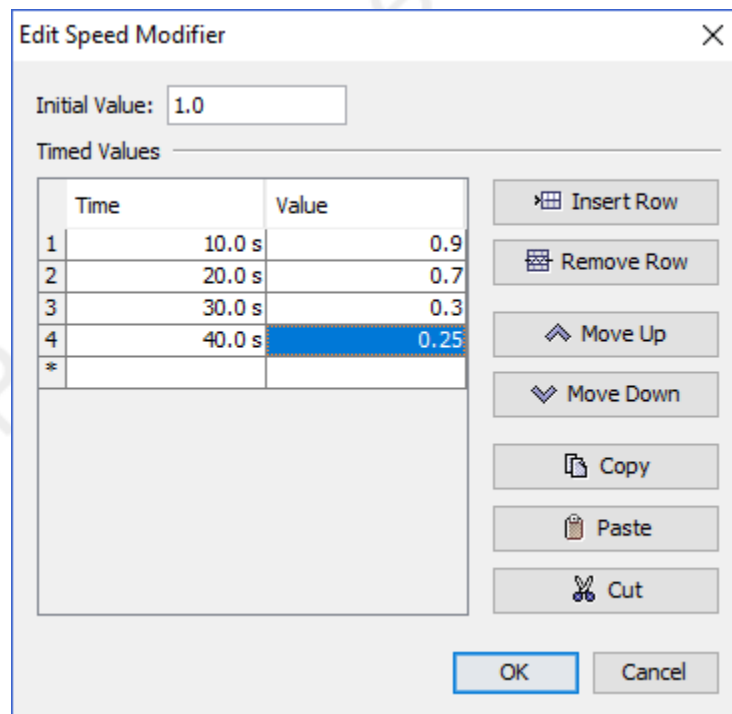 Edit Speed Modifier
Initial Value: 1.0
Timed Values
Time Value
1 10.0 s 0.9
2 20.0 s 0.7
3 30.0 s 0.3
4 40.0 s 0.25
*
Insert Row
Remove Row
Move Up
Move Down
Copy
Paste
Cut
OK Cancel